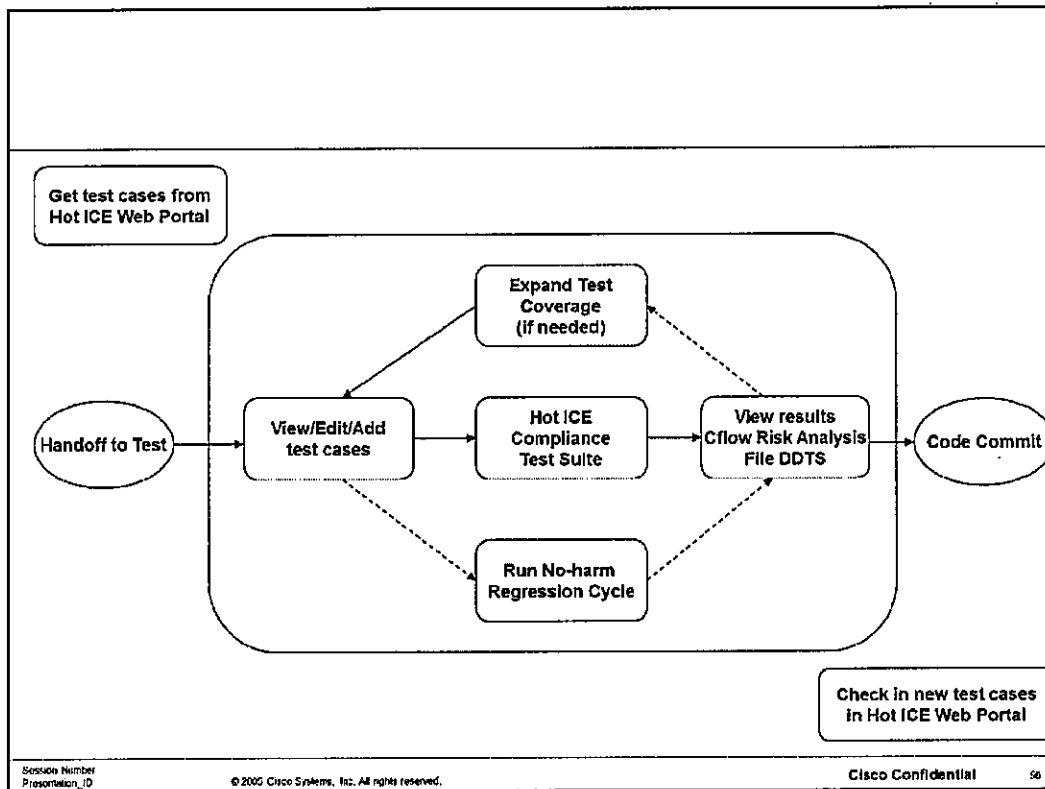 Get test cases from
Hot ICE Web Portal
Expand Test
Coverage
(if needed)
Handoff to Test
View/Edit/Add
test cases
Hot ICE
Compliance
Test Suite
View results
Cflow Risk Analysis
File DDTS
Code Commit
Run No-harm
Regression Cycle
Check in new test cases
in Hot ICE Web Portal
Session Number
Presentation_ID
© 2005 Cisco Systems, Inc. All rights reserved.
Cisco Confidential